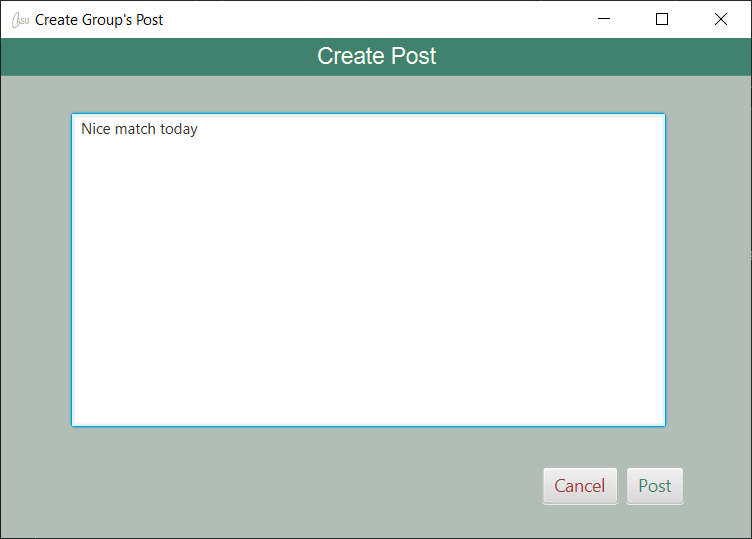 Create Group's Post
Create Post
Nice match today
Cancel
Post